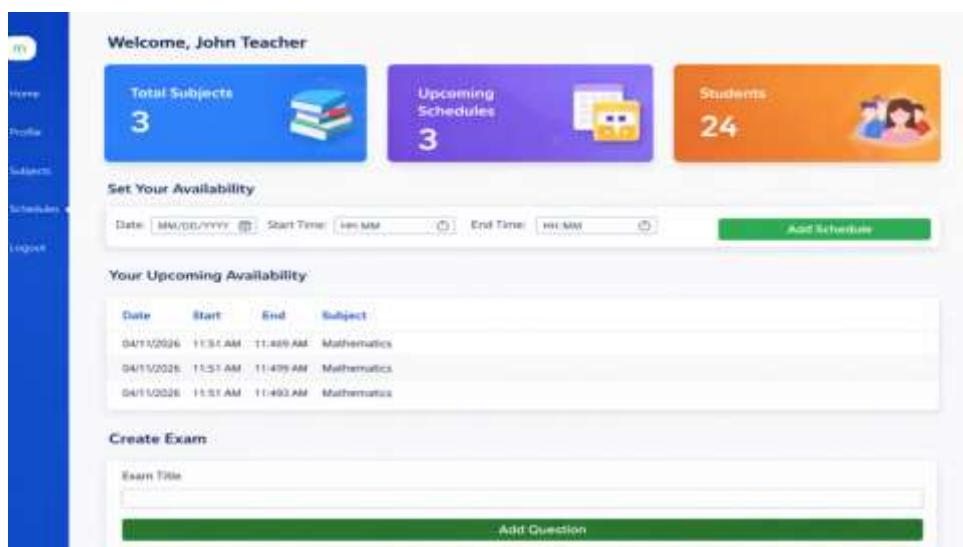 m
Welcome, John Teacher
Home
Profile
Subjects
Schedules
Logout
Total Subjects
3
Upcoming
Schedules
3
Students
24
Set Your Availability
Date: MM/DD/YYYY Start Time: HH:MM End Time: HH:MM Add Schedule
Your Upcoming Availability
Date Start End Subject
04/11/2026 11:51 AM Mathematics
04/11/2026 11:51 AM Mathematics
04/11/2026 11:51 AM Mathematics
Create Exam
Exam Title
Add Question